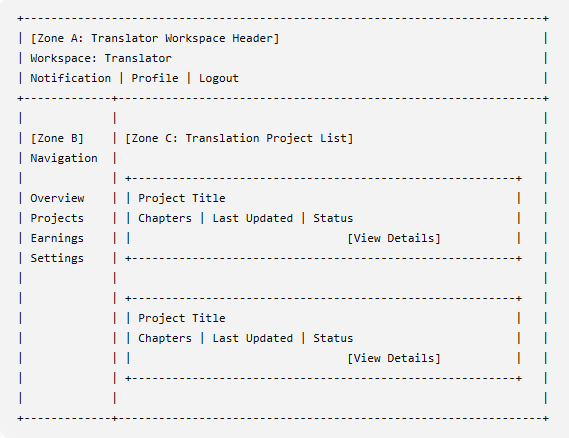 [Zone A: Translator Workspace Header]
Workspace: Translator
Notification | Profile | Logout
[Zone B]
Navigation
Overview
Projects
Earnings
Settings
[Zone C: Translation Project List]
Project Title
Chapters | Last Updated | Status
[View Details]
Project Title
Chapters | Last Updated | Status
[View Details]